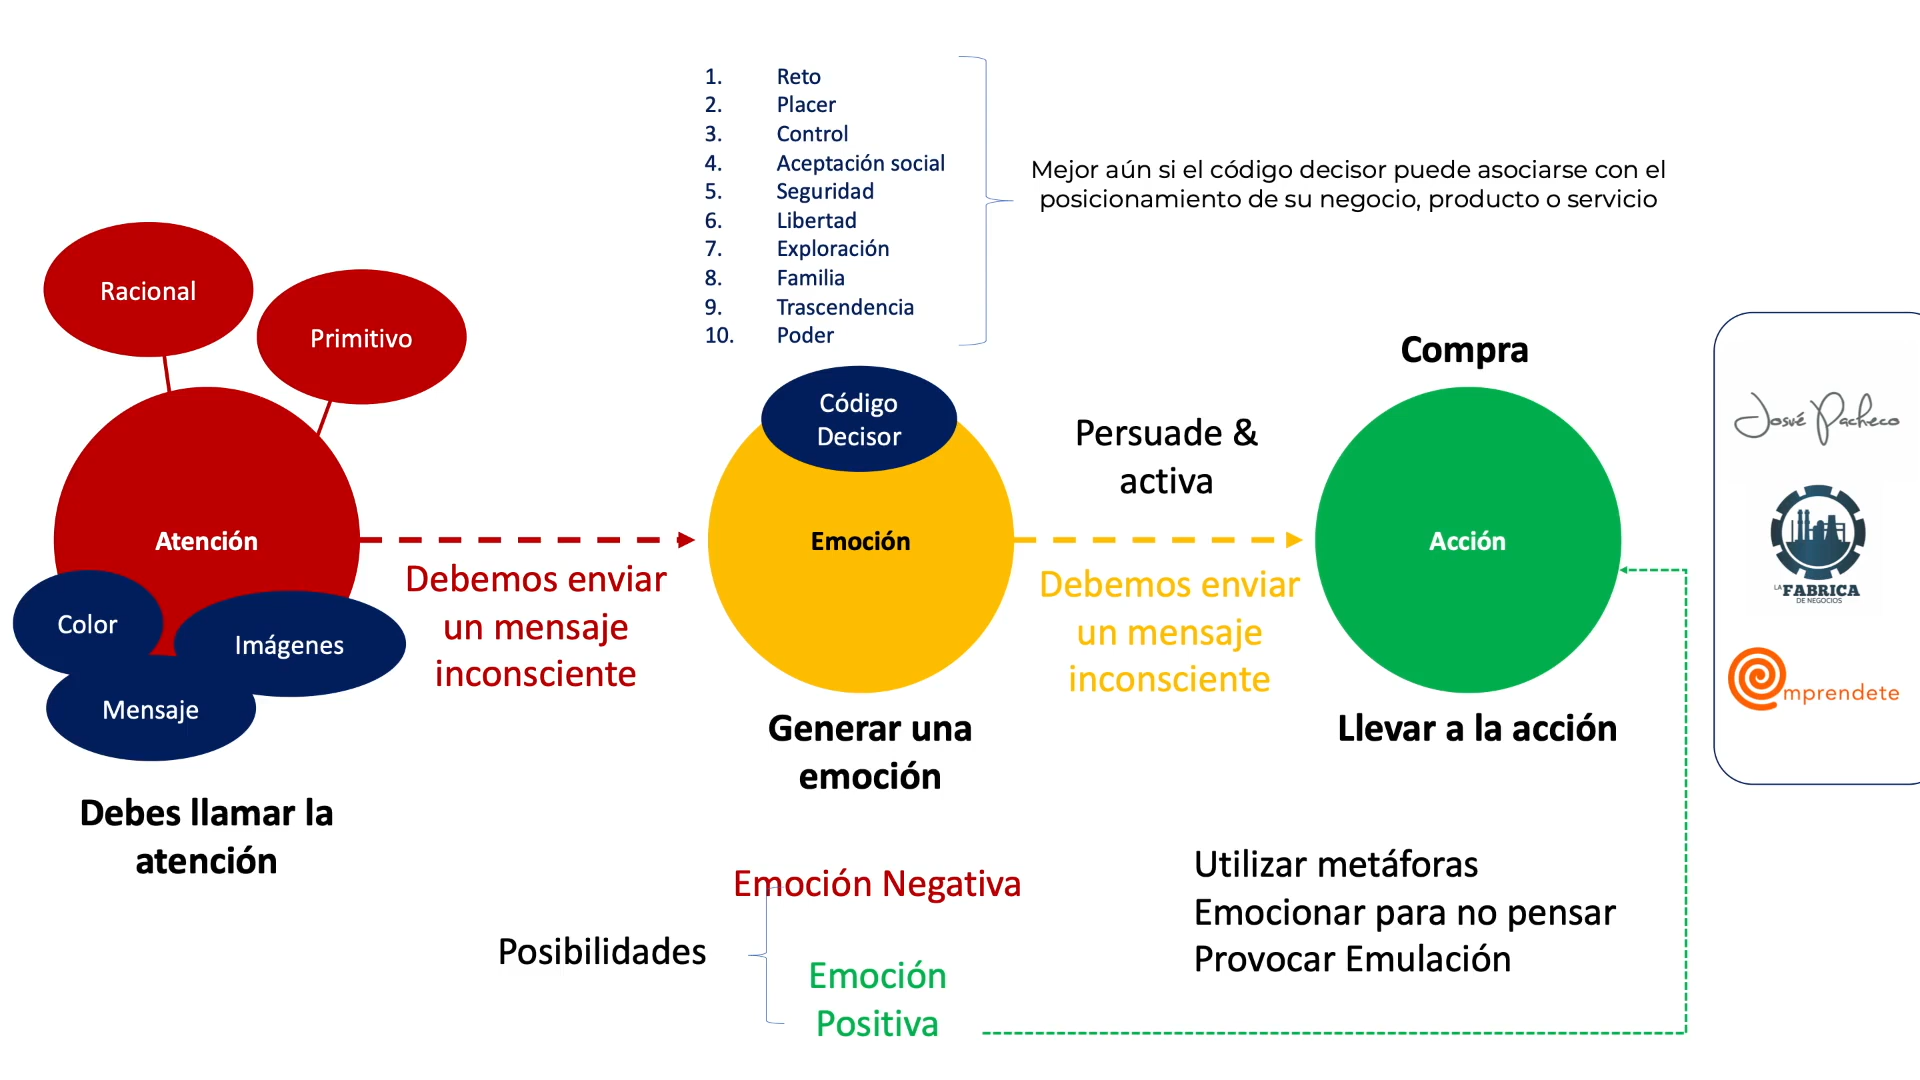 1. Reto
2. Placer
3. Control
4. Aceptación social
5. Seguridad
6. Libertad
7. Exploración
8. Familia
9. Trascendencia
10. Poder
Mejor aún si el código decisor puede asociarse con el
posicionamiento de su negocio, producto o servicio
Racional
Primitivo
Atención
Color
Imágenes
Mensaje
Debes llamar la
atención
Debemos enviar
un mensaje
inconsciente
Código
Decisor
Emoción
Generar una
emoción
Persuade &
activa
Debemos enviar
un mensaje
inconsciente
Compra
Acción
Llevar a la acción
Posibilidades
Emoción Negativa
Emoción
Positiva
Utilizar metáforas
Emocionar para no pensar
Provocar Emulación
Josué Pacheco
LA FABRICA
DE NEGOCIOS
mprendete